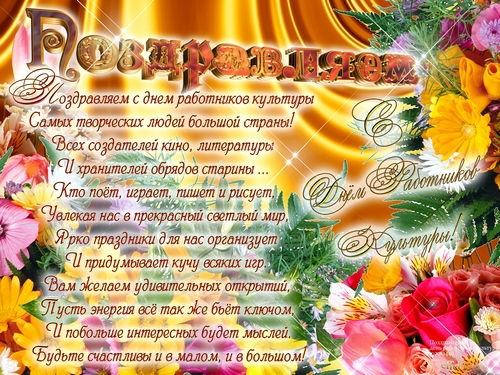 Поздравляем
Поздравляем с днем работников культуры
Самых творческих людей большой страны!
Всех создателей кино, литературы
И хранителей обрядов старины ...
Кто поёт, играет, пишет и рисует,
Увлекая нас в прекрасный светлый мир,
Ярко праздники для нас организует
И придумывает кучу всяких игр.
Вам желаем удивительных открытий,
Пусть энергия всё так же бьёт ключом,
И побольше интересных будет мыслей.
Будьте счастливы и в малом, и в большом!
С
Днём Работников
Культуры!